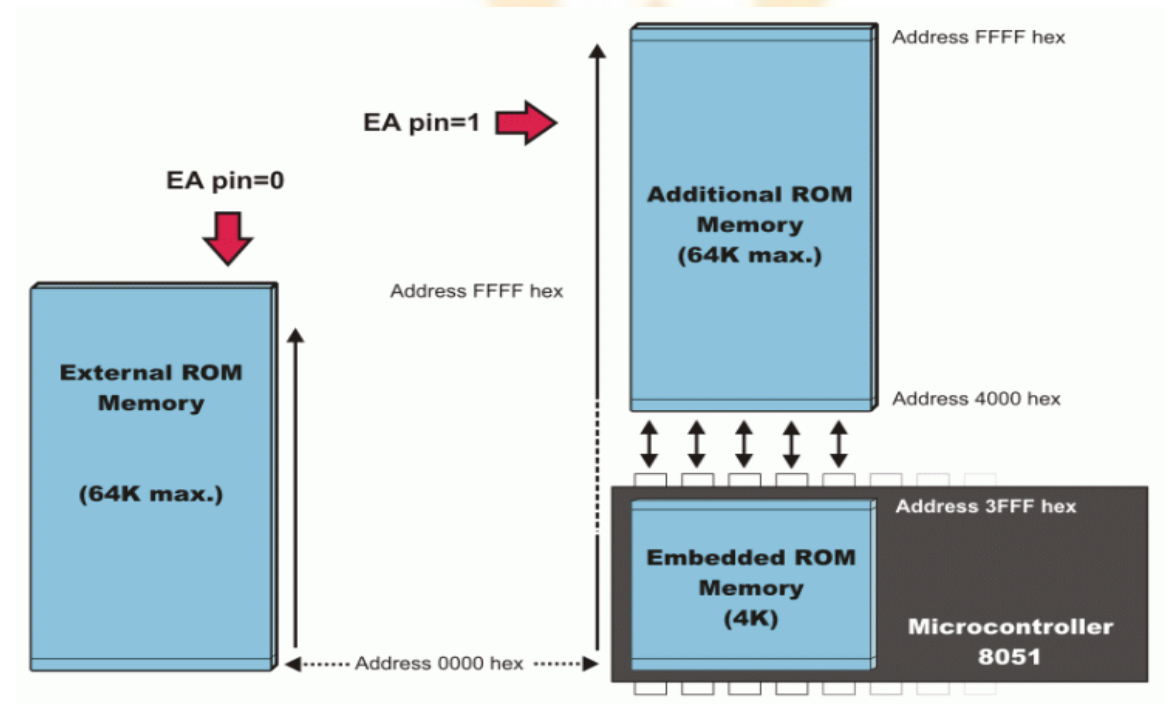 Address FFFF hex
EA pin=1
EA pin=0
Additional ROM
Memory
(64K max.)
Address FFFF hex
External ROM
Memory
(64K max.)
Address 4000 hex
Address 3FFF hex
Embedded ROM
Memory
(4K)
Microcontroller
8051
Address 0000 hex